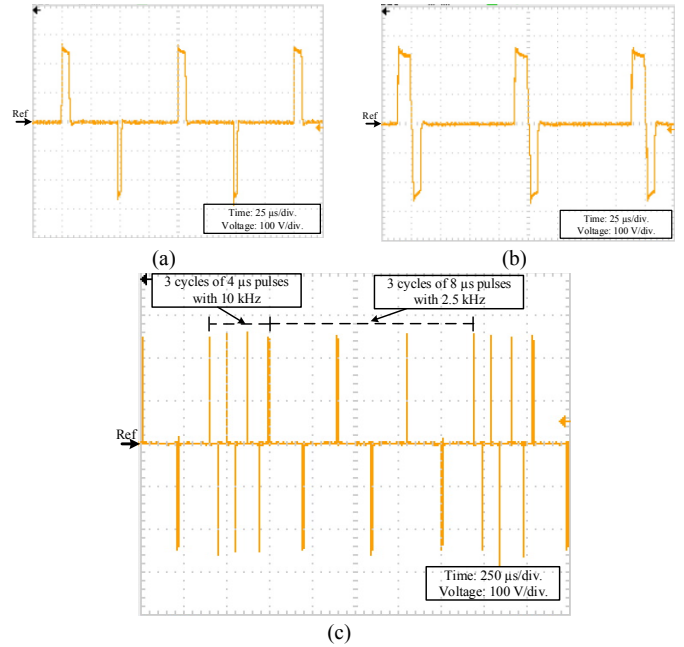 Ref
Time: 25 µs/div.
Voltage: 100 V/div.
(a)
Ref
Time: 25 µs/div.
Voltage: 100 V/div.
(b)
3 cycles of 4 µs pulses
with 10 kHz
3 cycles of 8 µs pulses
with 2.5 kHz
Ref
Time: 250 µs/div.
Voltage: 100 V/div.
(c)